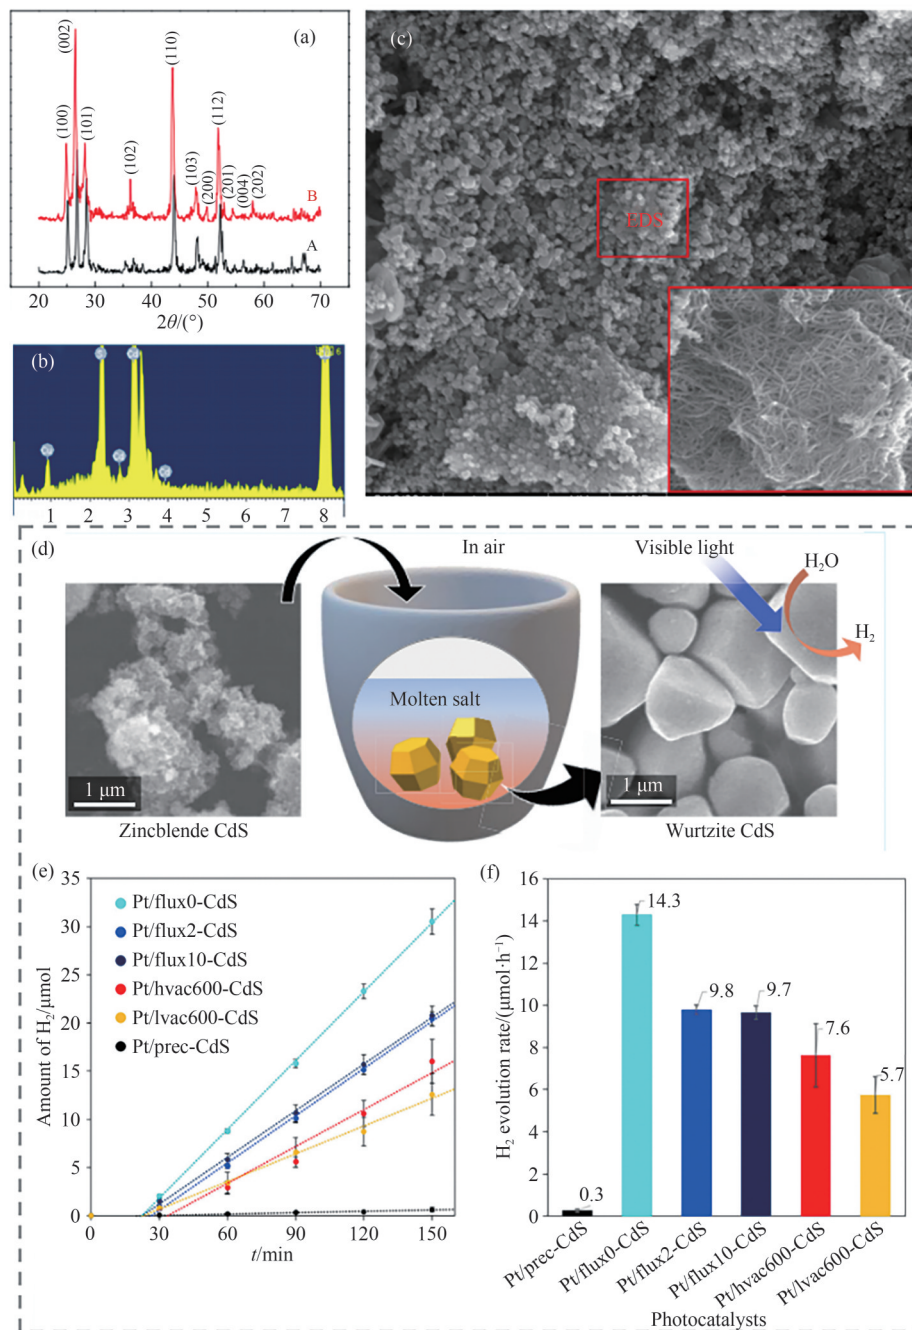 (a)
(002)
(100)
(101)
(102)
(110)
(103)
(200)
(112)
(201)
(004)
(202)
B
A
20 30 40 50 60 70
2θ/(°)
(b)
1 2 3 4 5 6 7 8
(c)
(d)
In air
Visible light
H₂O
H₂
Molten salt
1 μm
1 μm
Zincblende CdS
Wurtzite CdS
(e)
35
30
25
20
15
10
5
0
Amount of H₂/μmol
Pt/flux0-CdS
Pt/flux2-CdS
Pt/flux10-CdS
Pt/hvac600-CdS
Pt/lvac600-CdS
Pt/prec-CdS
0 30 60 90 120 150
t/min
(f)
16
14
12
10
8
6
4
2
0
H₂ evolution rate/(μmol·h⁻¹)
0.3
14.3
9.8
9.7
7.6
5.7
Pt/prec-CdS
Pt/flux0-CdS
Pt/flux2-CdS
Pt/flux10-CdS
Pt/hvac600-CdS
Pt/lvac600-CdS
Photocatalysts